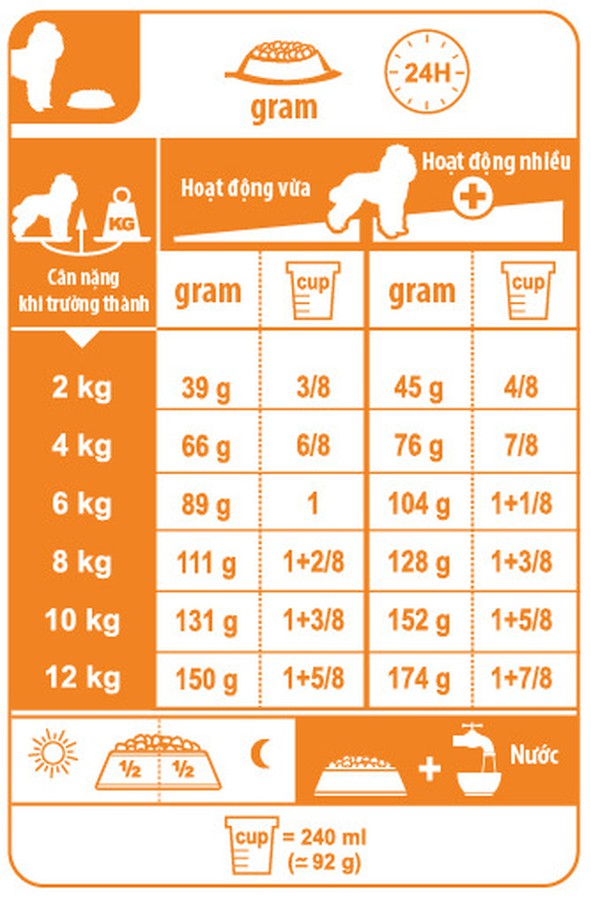 gram
24H
Hoạt động vừa
Hoạt động nhiều
KG
Cân nặng
khi trưởng thành
gram cup gram cup
2 kg 39 g 3/8 45 g 4/8
4 kg 66 g 6/8 76 g 7/8
6 kg 89 g 1 104 g 1+1/8
8 kg 111 g 1+2/8 128 g 1+3/8
10 kg 131 g 1+3/8 152 g 1+5/8
12 kg 150 g 1+5/8 174 g 1+7/8
½ ½
+ Nước
cup = 240 ml
(≃ 92 g)